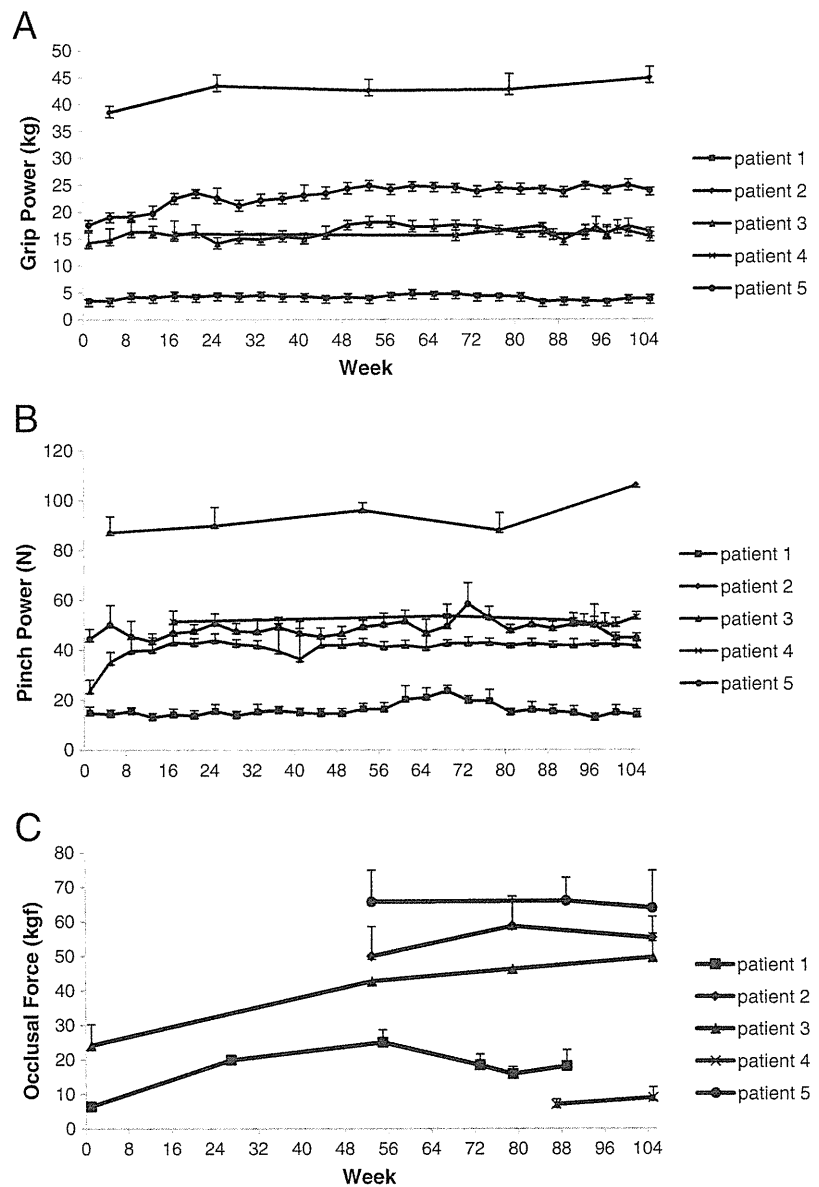 A
Grip Power (kg)
50
45
40
35
30
25
20
15
10
5
0
0 8 16 24 32 40 48 56 64 72 80 88 96 104
Week
patient 1
patient 2
patient 3
patient 4
patient 5
B
Pinch Power (N)
120
100
80
60
40
20
0
0 8 16 24 32 40 48 56 64 72 80 88 96 104
patient 1
patient 2
patient 3
patient 4
patient 5
C
Occlusal Force (kgf)
80
70
60
50
40
30
20
10
0
0 8 16 24 32 40 48 56 64 72 80 88 96 104
Week
patient 1
patient 2
patient 3
patient 4
patient 5